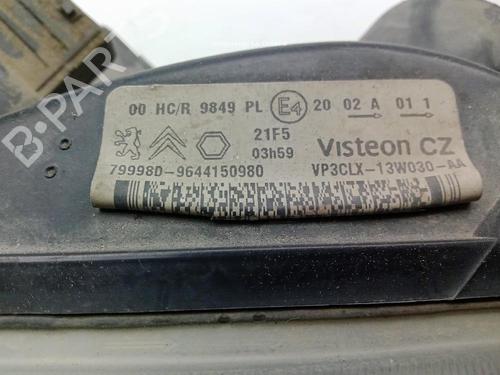 00 HC/R 9849 PL E4 20 02 A 01 1
21F5
03h59
Visteon CZ
79998D-9644150980
VP3CLX-13W030-AA
B-PARTS